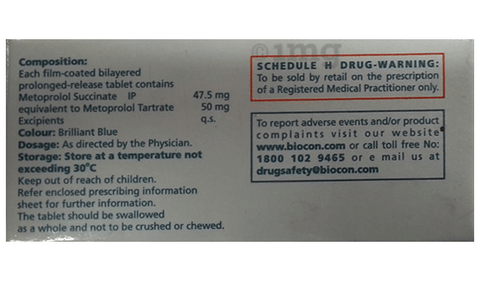 Composition:
Each film-coated bilayered
prolonged-release tablet contains
Metoprolol Succinate IP 47.5 mg
equivalent to Metoprolol Tartrate 50 mg
Excipients q.s.
Colour: Brilliant Blue
Dosage: As directed by the Physician.
Storage: Store at a temperature not
exceeding 30°C
Keep out of reach of children.
Refer enclosed prescribing information
sheet for further information.
The tablet should be swallowed
as a whole and not to be crushed or chewed.
1mg
SCHEDULE H DRUG-WARNING:
To be sold by retail on the prescription
of a Registered Medical Practitioner only.
To report adverse events and/or product
complaints visit our website
www.biocon.com or call toll free No:
1800 102 9465 or e mail us at
drugsafety@biocon.com